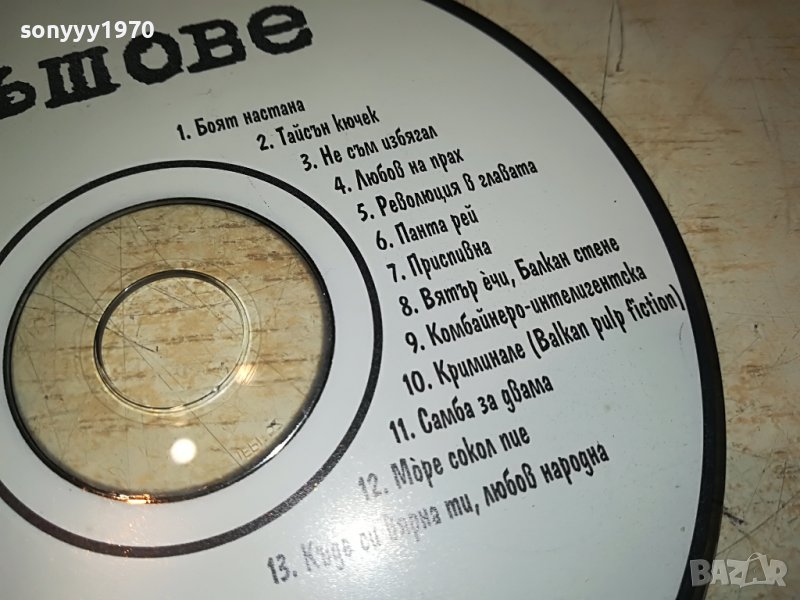 sonyyy1970
ъшове
1. Боят настана
2. Тайсън кючек
3. Не съм избягал
4. Любов на прах
5. Революция в главата
6. Панта рей
7. Приспивна
8. Вятър ѐчи, Балкан стене
9. Комбайнеро-интелигентска
10. Криминале (Balkan pulp fiction)
11. Самба за двама
12. Мòре сокол пие
13. Къде си вярна ти, любов народна
BAZAR